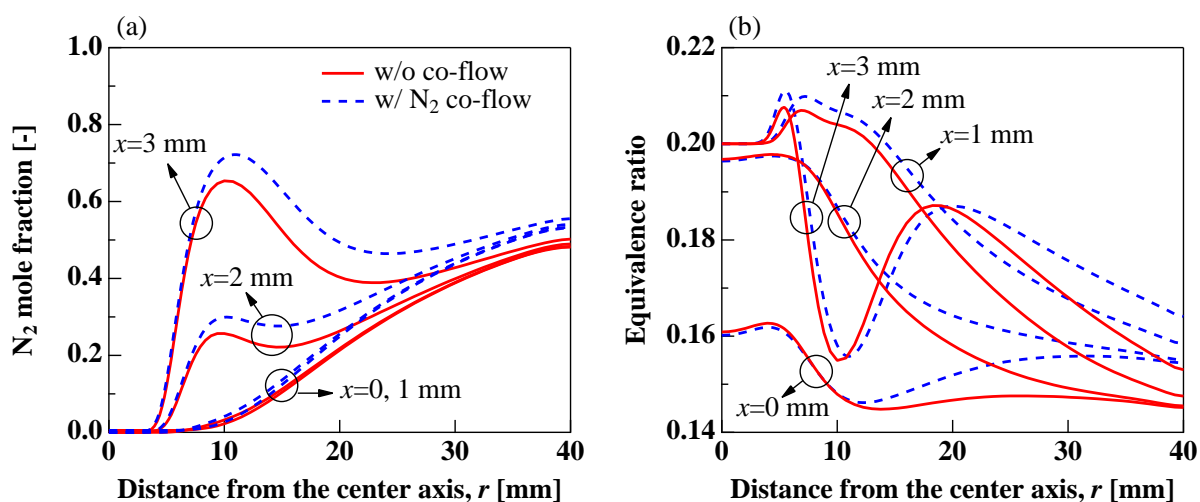 (a)
1.0
0.8
0.6
0.4
0.2
0.0
N₂ mole fraction [-]
w/o co-flow
w/ N₂ co-flow
x=3 mm
x=2 mm
x=0, 1 mm
0 10 20 30 40
Distance from the center axis, r [mm]
(b)
0.22
0.20
0.18
0.16
0.14
Equivalence ratio
x=3 mm
x=2 mm
x=1 mm
x=0 mm
0 10 20 30 40
Distance from the center axis, r [mm]